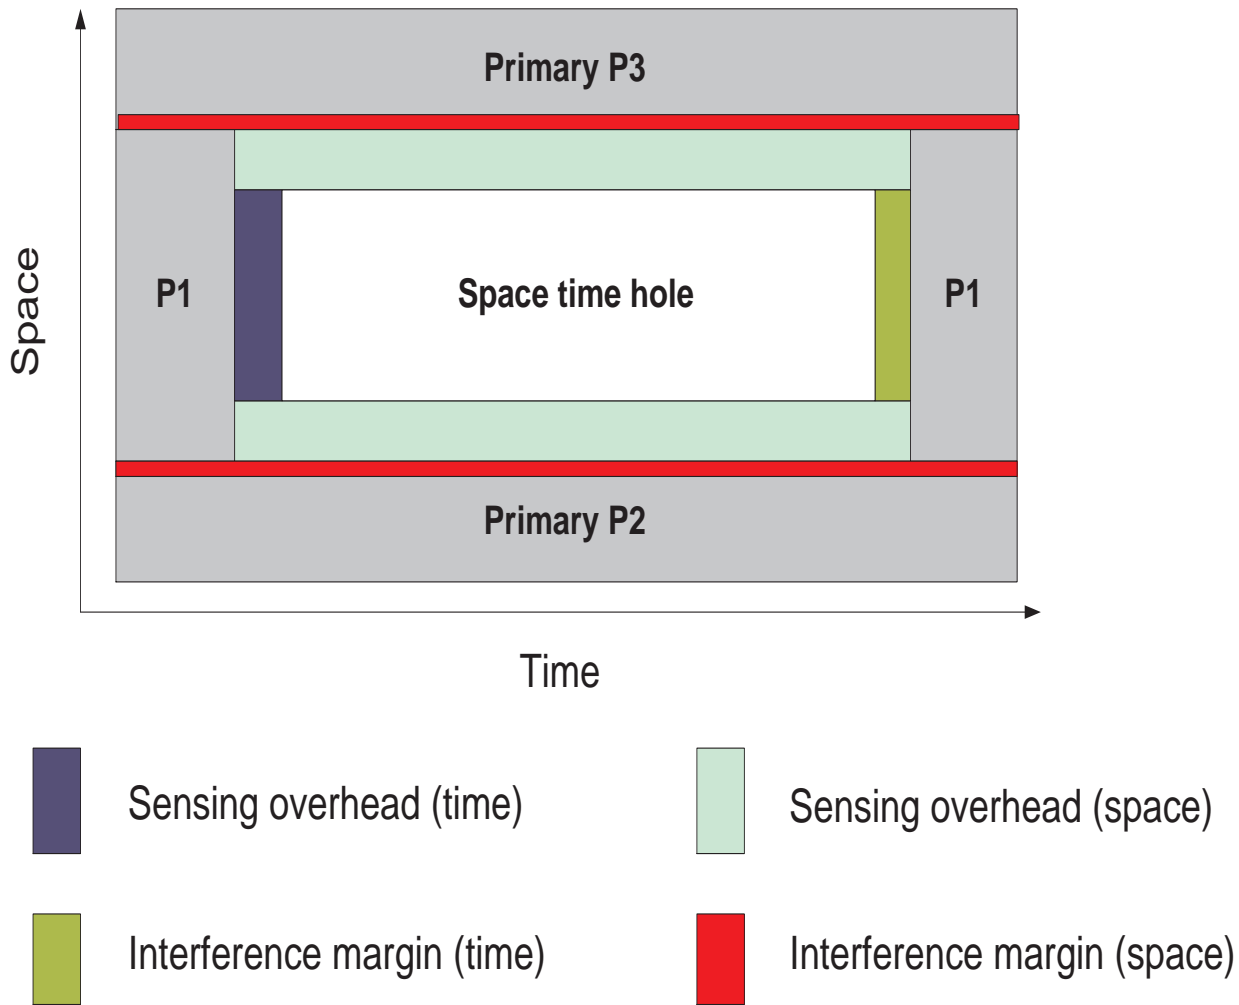 Primary P3
Space
P1
Space time hole
P1
Primary P2
Time
Sensing overhead (time)
Sensing overhead (space)
Interference margin (time)
Interference margin (space)